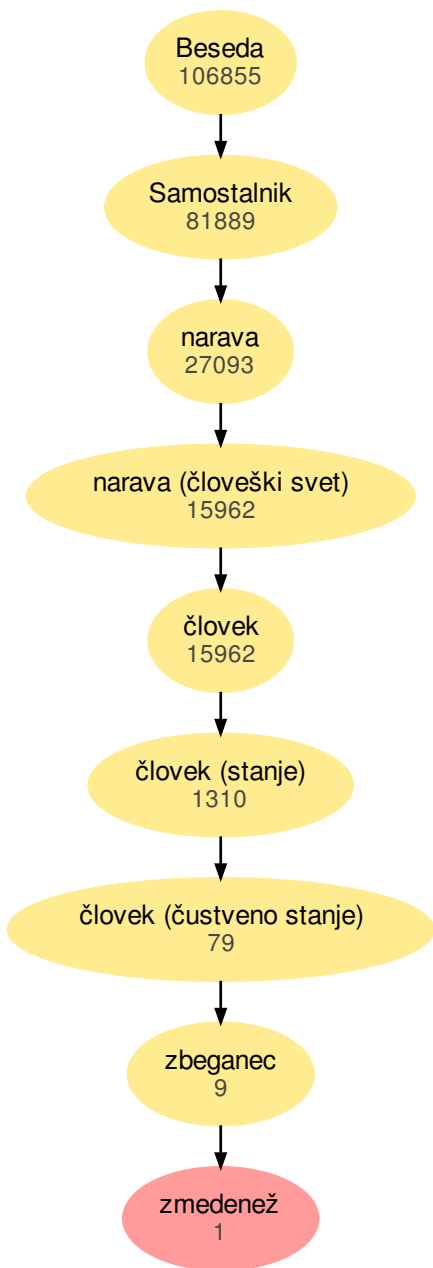 Beseda
106855
Samostalnik
81889
narava
27093
narava (človeški svet)
15962
človek
15962
človek (stanje)
1310
človek (čustveno stanje)
79
zbeganec
9
zmedenež
1